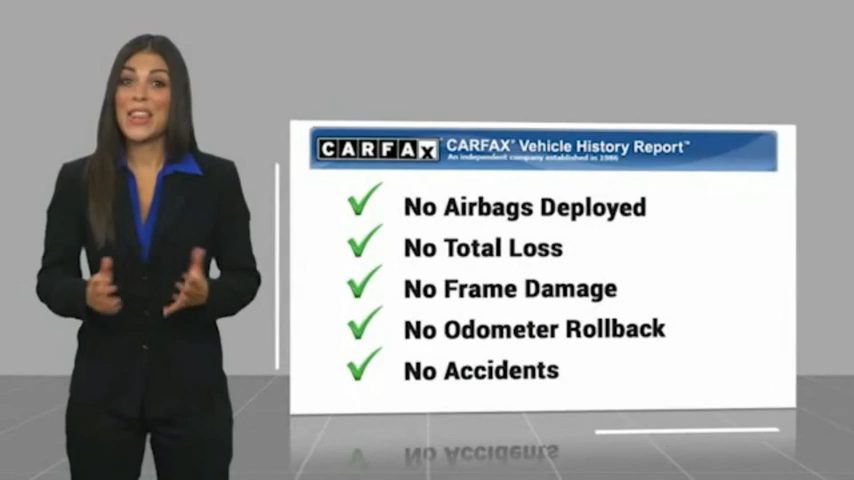 CARFAX CARFAX® Vehicle History Report™
An independent company established in 1986
No Airbags Deployed
No Total Loss
No Frame Damage
No Odometer Rollback
No Accidents
No Accidents